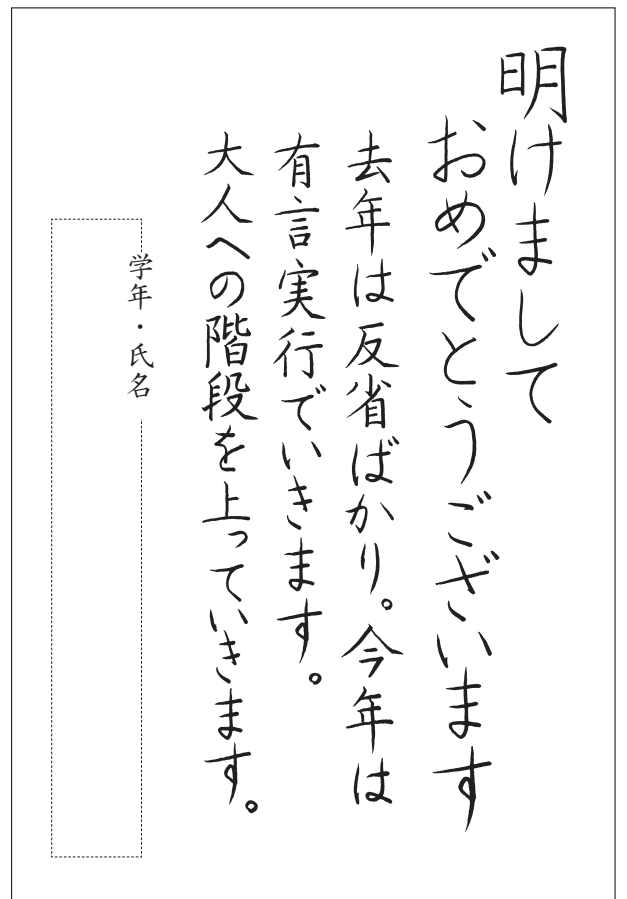 明けまして
おめでとうございます
去年は反省ばかり。今年は
有言実行でいきます。
大人への階段を上っていきます。
学年・氏名